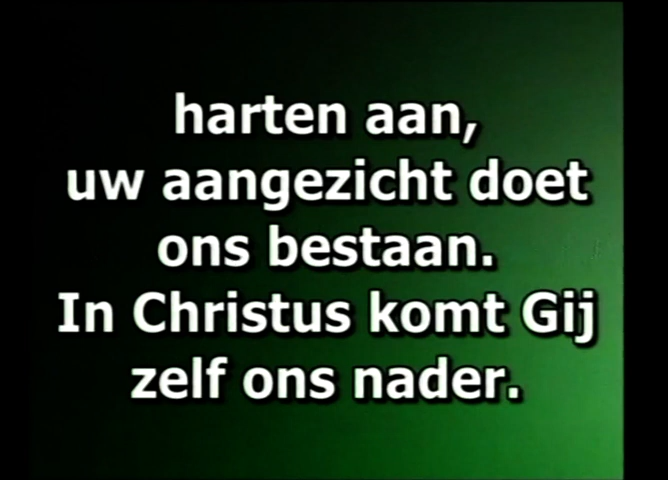 harten aan,
uw aangezicht doet
ons bestaan.
In Christus komt Gij
zelf ons nader.